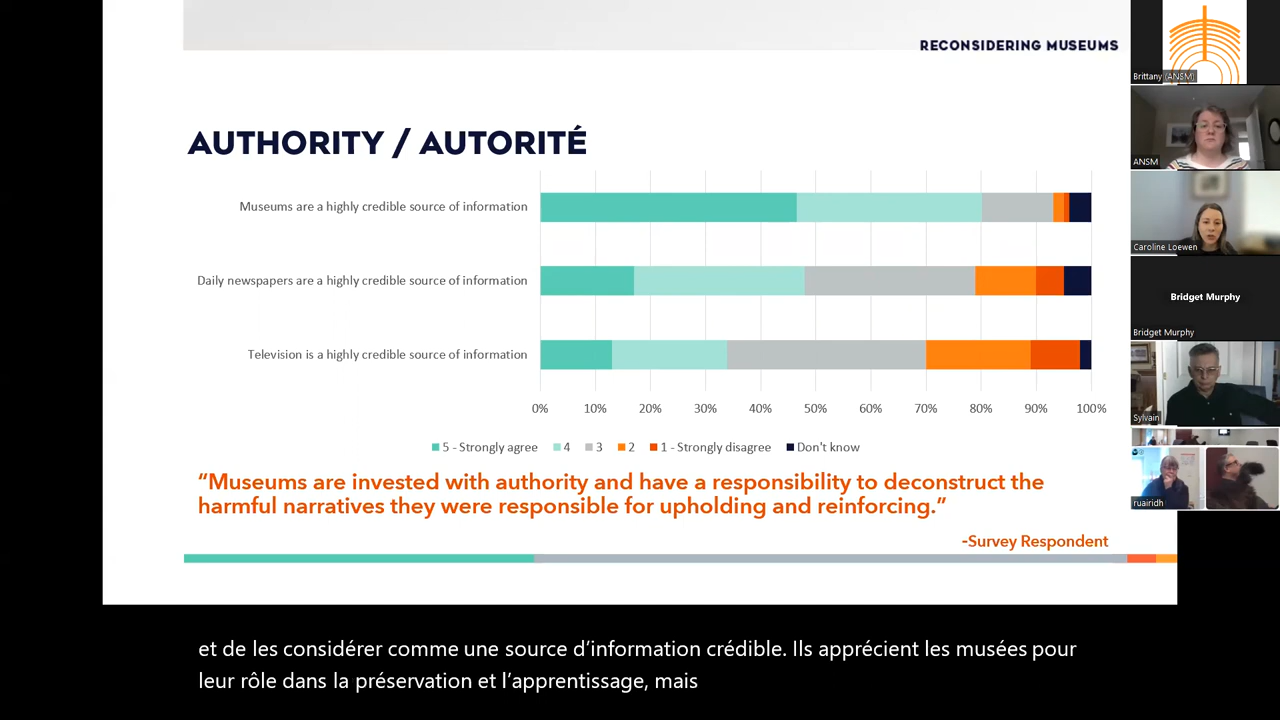 RECONSIDERING MUSEUMS
AUTHORITY / AUTORITÉ
Museums are a highly credible source of information
Daily newspapers are a highly credible source of information
Television is a highly credible source of information
0% 10% 20% 30% 40% 50% 60% 70% 80% 90% 100%
5 - Strongly agree 4 3 2 1 - Strongly disagree Don't know
“Museums are invested with authority and have a responsibility to deconstruct the
harmful narratives they were responsible for upholding and reinforcing.”
-Survey Respondent
et de les considérer comme une source d’information crédible. Ils apprécient les musées pour
leur rôle dans la préservation et l’apprentissage, mais
Brittany (ANSM)
ANSM
Caroline Loewen
Bridget Murphy
Bridget Murphy
Sylvain
ruairidh